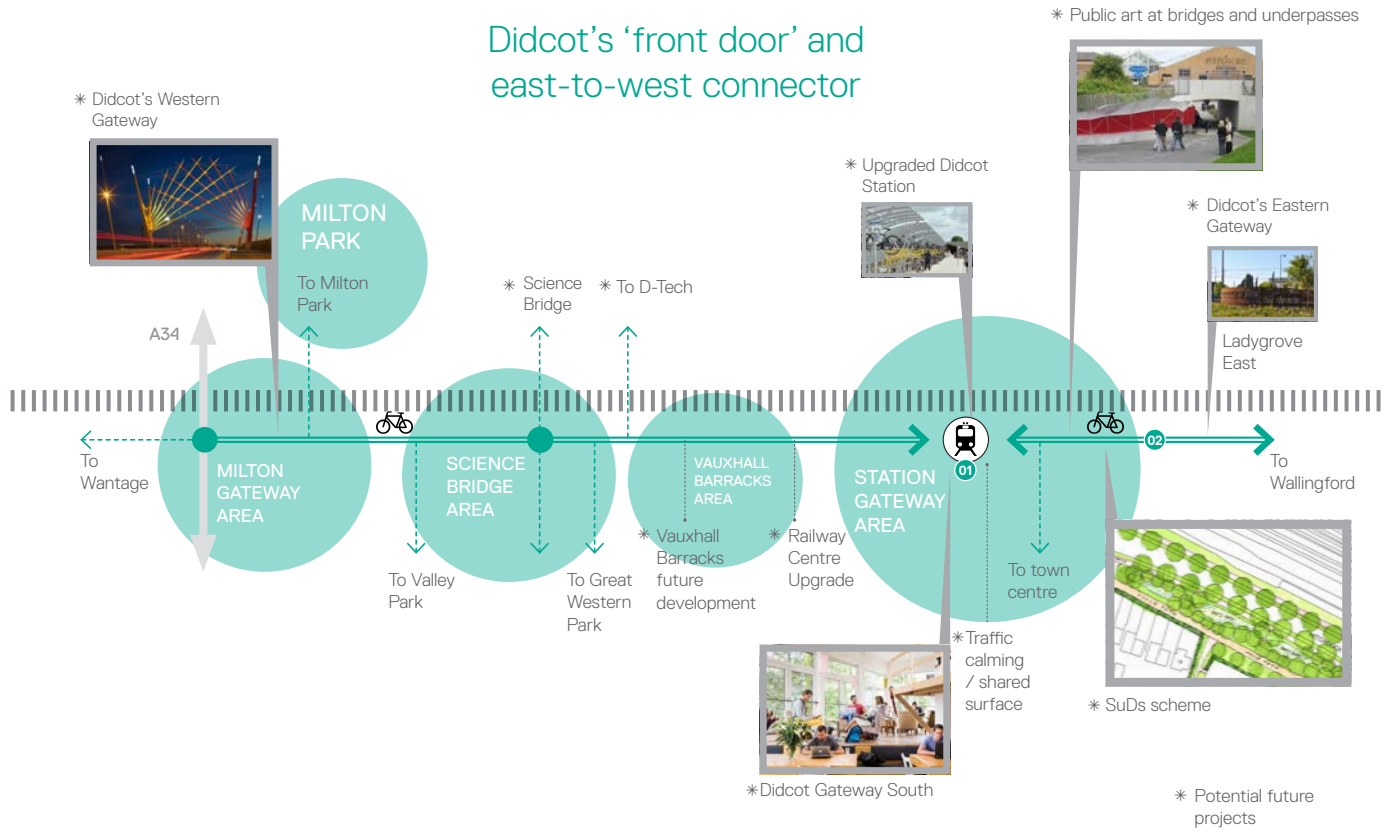 Didcot's 'front door' and
east-to-west connector
✳ Public art at bridges and underpasses
✳ Didcot's Western
Gateway
✳ Upgraded Didcot
Station
✳ Didcot's Eastern
Gateway
MILTON
PARK
To Milton
Park
✳ Science
Bridge
✳ To D-Tech
A34
Ladygrove
East
To
Wantage
MILTON
GATEWAY
AREA
SCIENCE
BRIDGE
AREA
VAUXHALL
BARRACKS
AREA
STATION
GATEWAY
AREA
01
02
To
Wallingford
✳ Vauxhall
Barracks
future
development
✳ Railway
Centre
Upgrade
To Valley
Park
To Great
Western
Park
To town
centre
✳Traffic
calming
/ shared
surface
✳ SuDs scheme
✳Didcot Gateway South
✳ Potential future
projects